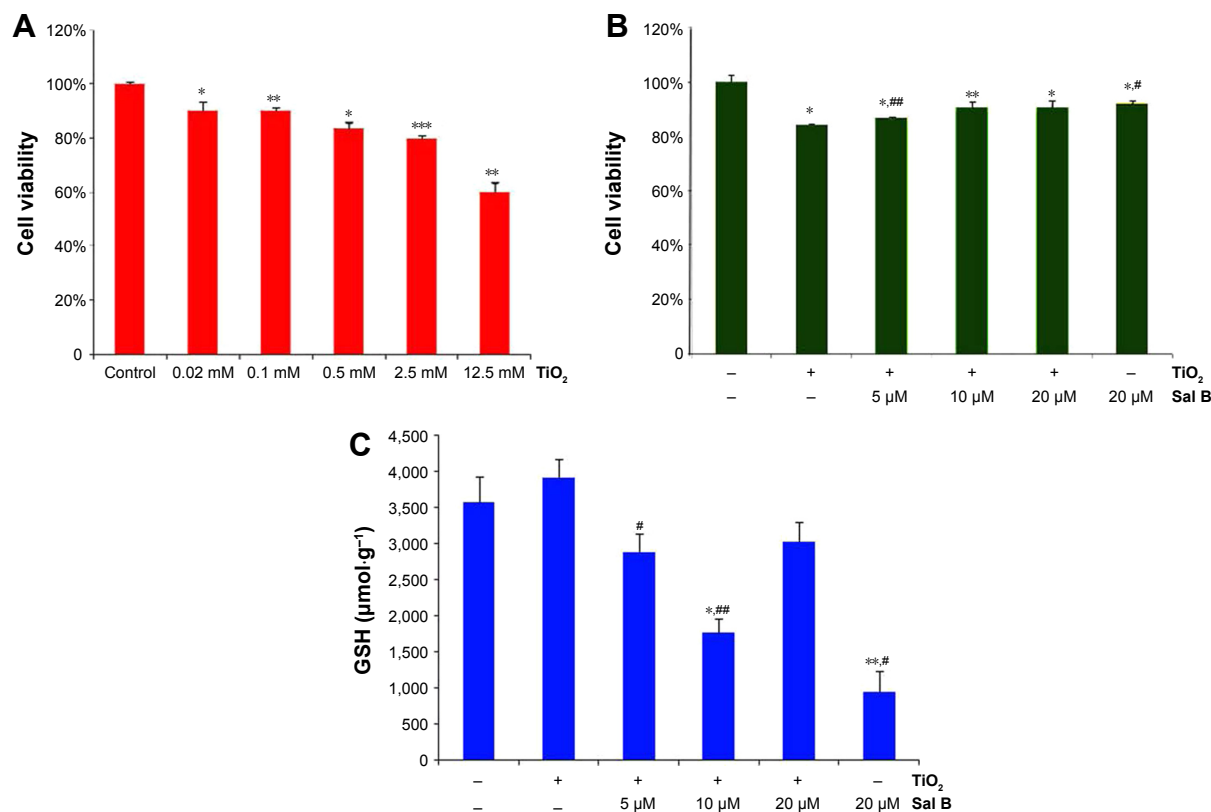 A
120%
100%
80%
60%
40%
20%
0
Cell viability
* ** * *** **
Control 0.02 mM 0.1 mM 0.5 mM 2.5 mM 12.5 mM TiO₂
B
120%
100%
80%
60%
40%
20%
0
Cell viability
* *,## ** * *,#
– + + + + – TiO₂
– – 5 µM 10 µM 20 µM 20 µM Sal B
C
4,500
4,000
3,500
3,000
2,500
2,000
1,500
1,000
500
0
GSH (µmol·g⁻¹)
# *,## **,#
– + + + + – TiO₂
– – 5 µM 10 µM 20 µM 20 µM Sal B